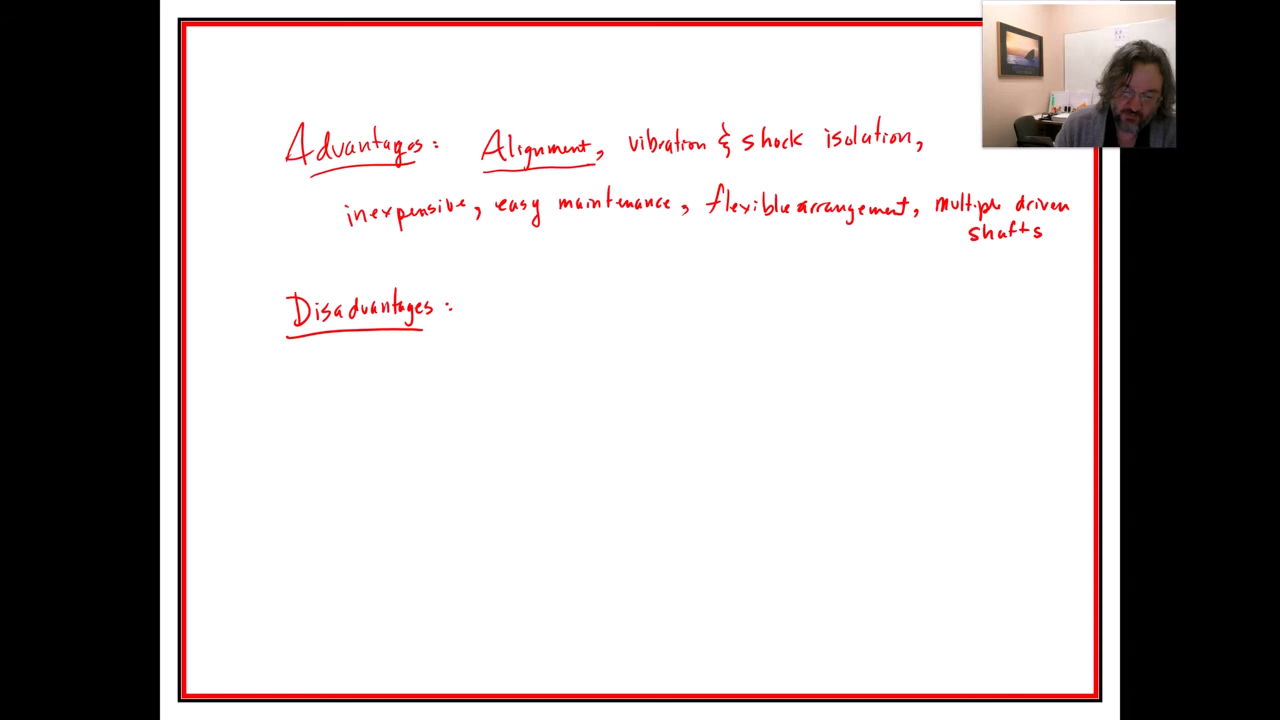 Advantages: Alignment, vibration & shock isolation,
inexpensive, easy maintenance, flexible arrangement, multiple driven
shafts
Disadvantages: